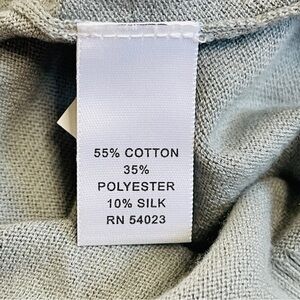 55% COTTON
35%
POLYESTER
10% SILK
RN 54023